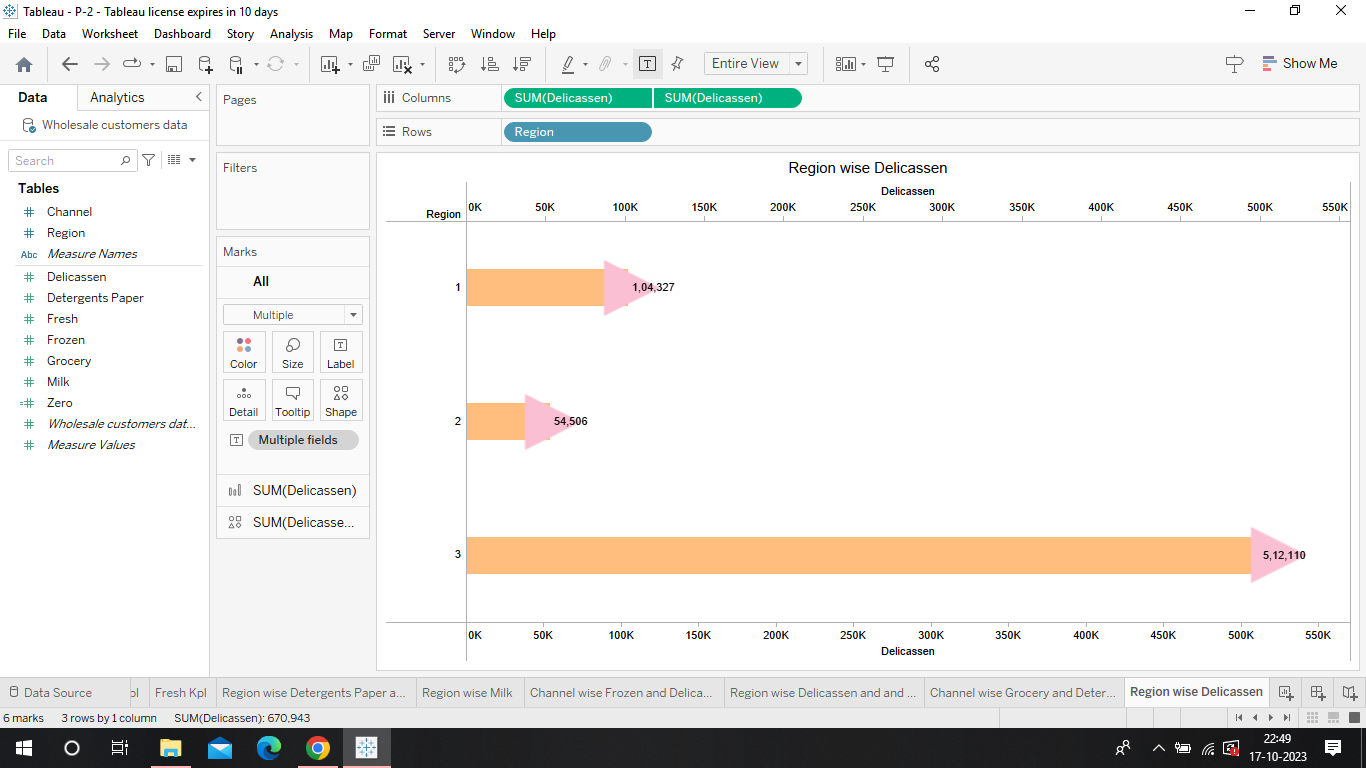 Tableau - P-2 - Tableau license expires in 10 days
File Data Worksheet Dashboard Story Analysis Map Format Server Window Help
Entire View
Show Me
Data Analytics
Wholesale customers data
Search
Tables
Channel
Region
Abc Measure Names
Delicassen
Detergents Paper
Fresh
Frozen
Grocery
Milk
Zero
Wholesale customers dat...
Measure Values
Pages
Filters
Marks
All
Multiple
Color Size Label
Detail Tooltip Shape
Multiple fields
SUM(Delicassen)
SUM(Delicasse...
Columns SUM(Delicassen) SUM(Delicassen)
Rows Region
Region wise Delicassen
Delicassen
Region 0K 50K 100K 150K 200K 250K 300K 350K 400K 450K 500K 550K
1 1,04,327
2 54,506
3 5,12,110
0K 50K 100K 150K 200K 250K 300K 350K 400K 450K 500K 550K
Delicassen
Data Source Fresh Kpl Region wise Detergents Paper a... Region wise Milk Channel wise Frozen and Delica... Region wise Delicassen and and ... Channel wise Grocery and Deter... Region wise Delicassen
6 marks 3 rows by 1 column SUM(Delicassen): 670,943
22:49
17-10-2023